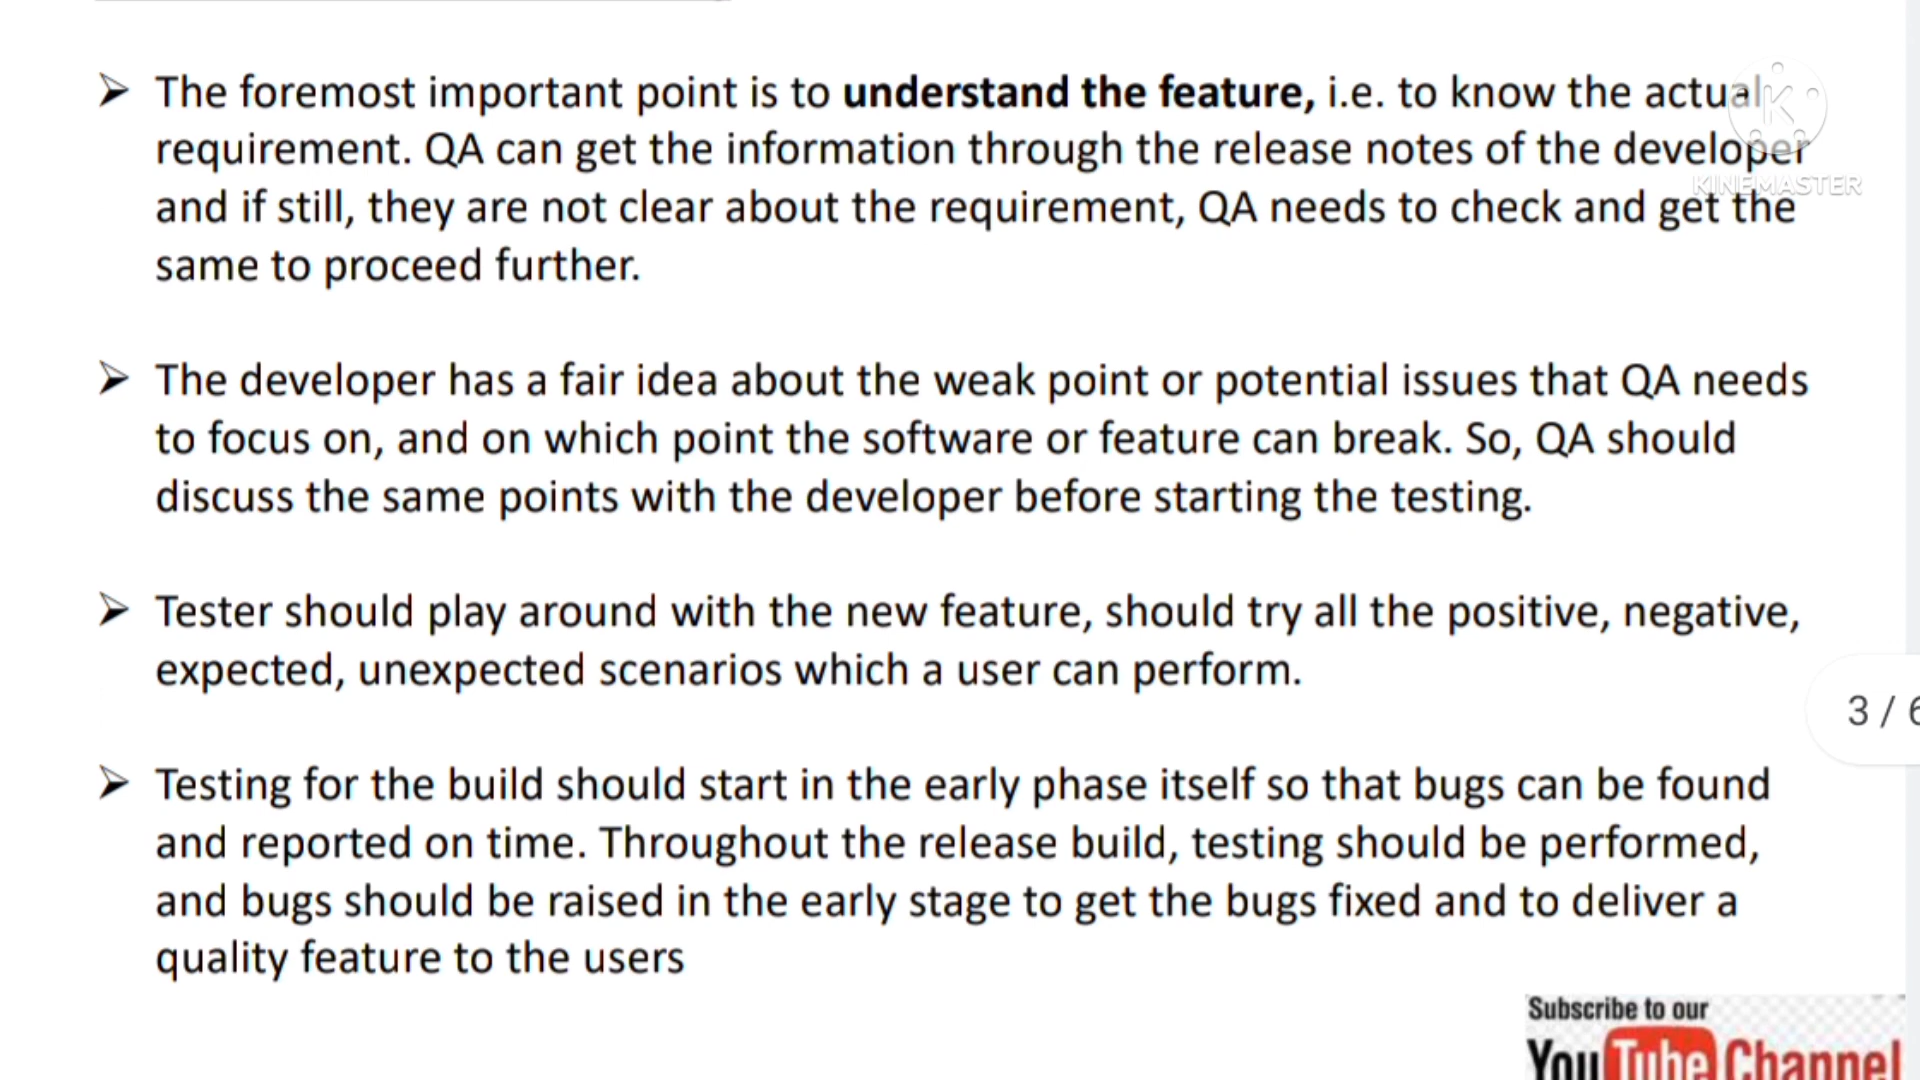 ➢ The foremost important point is to understand the feature, i.e. to know the actual
requirement. QA can get the information through the release notes of the developer
and if still, they are not clear about the requirement, QA needs to check and get the
same to proceed further.
➢ The developer has a fair idea about the weak point or potential issues that QA needs
to focus on, and on which point the software or feature can break. So, QA should
discuss the same points with the developer before starting the testing.
➢ Tester should play around with the new feature, should try all the positive, negative,
expected, unexpected scenarios which a user can perform.
➢ Testing for the build should start in the early phase itself so that bugs can be found
and reported on time. Throughout the release build, testing should be performed,
and bugs should be raised in the early stage to get the bugs fixed and to deliver a
quality feature to the users
K
KINEMASTER
3 / 6
Subscribe to our
YouTube Channel